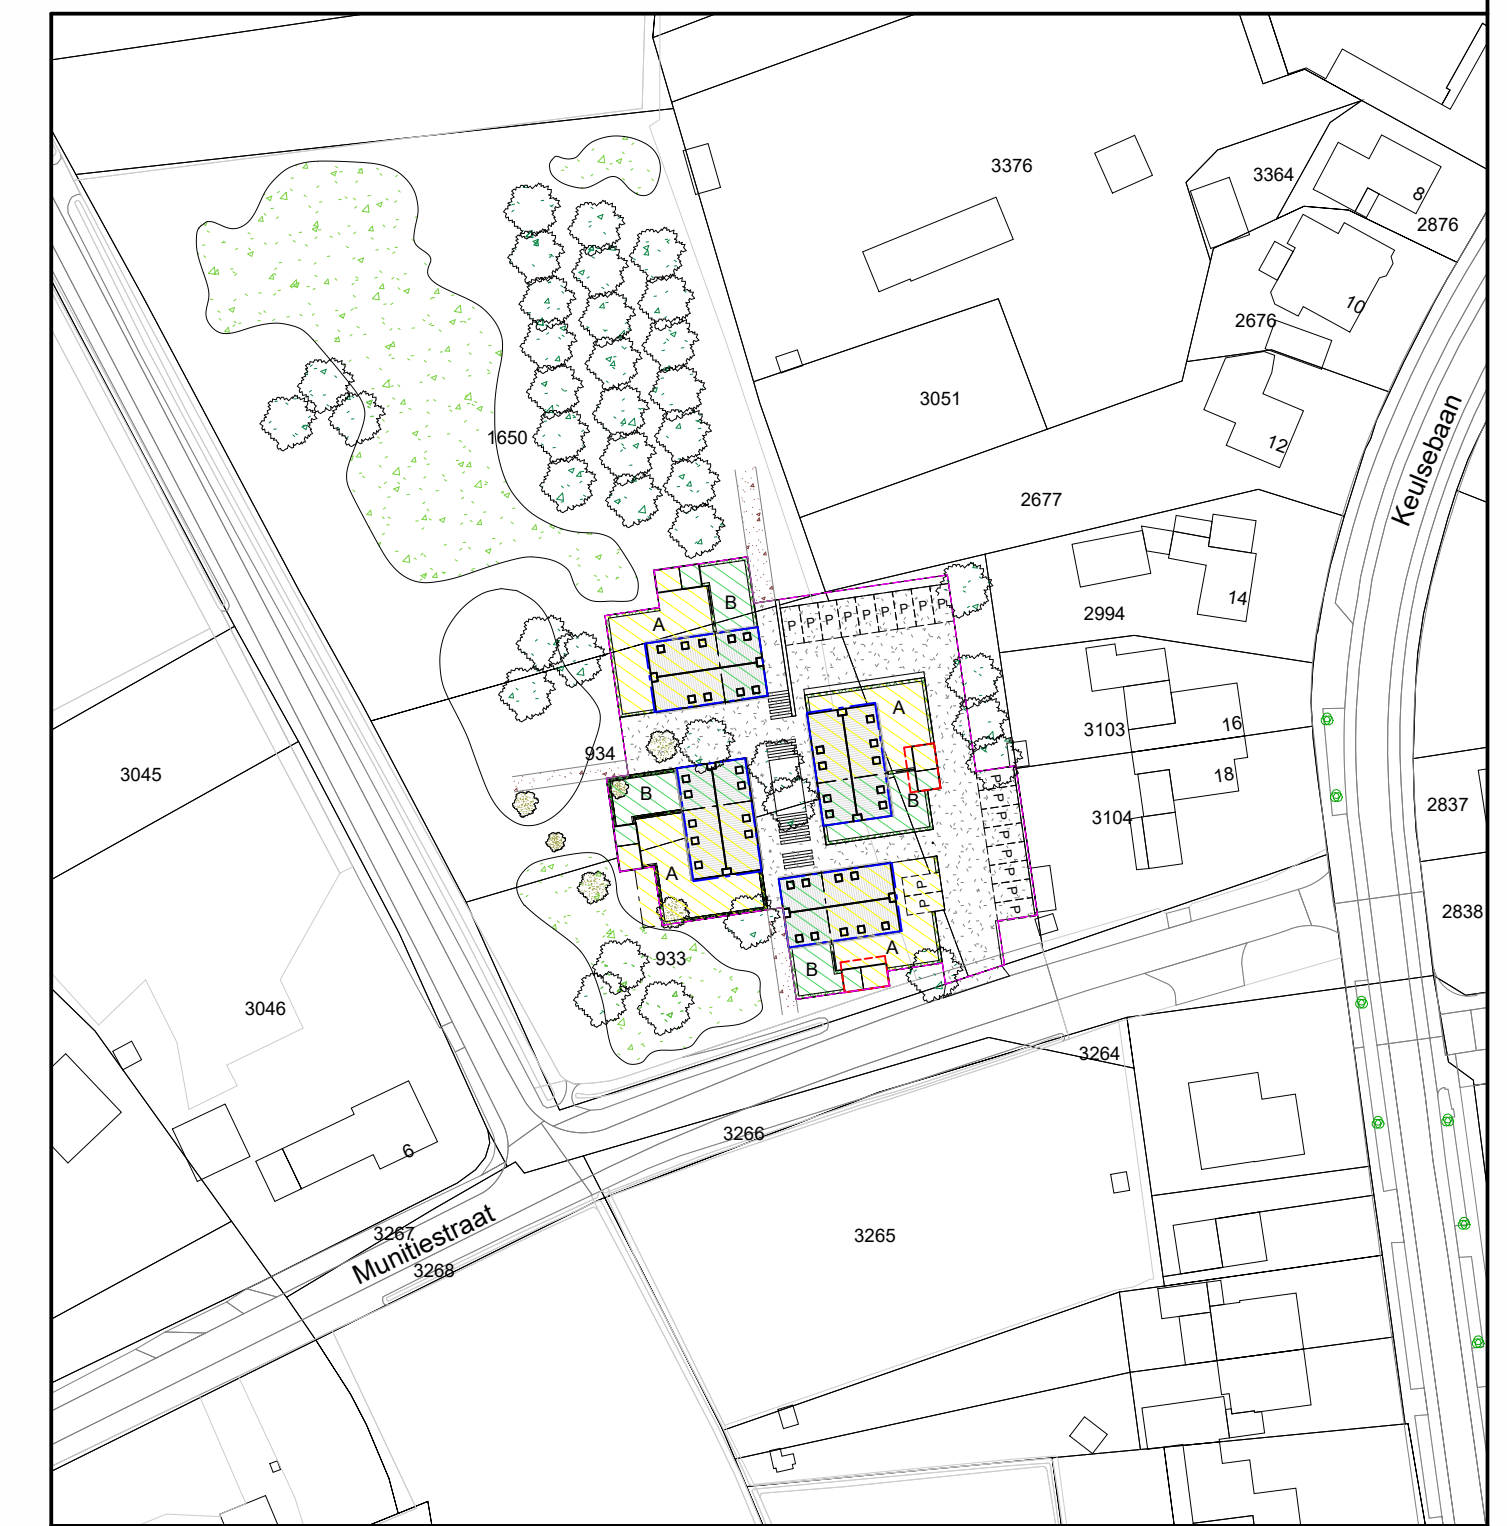 3376
3364
8
2876
10
2676
3051
12
1650
Keulsebaan
2677
14
2994
B
A
P P P P P P P P P
3103
16
A
934
3045
18
B
B
3104
2837
P
P
P
P
P
P
P
P
A
P
P
2838
A
933
B
3046
3264
3266
6
3267
Munitiestraat
3268
3265